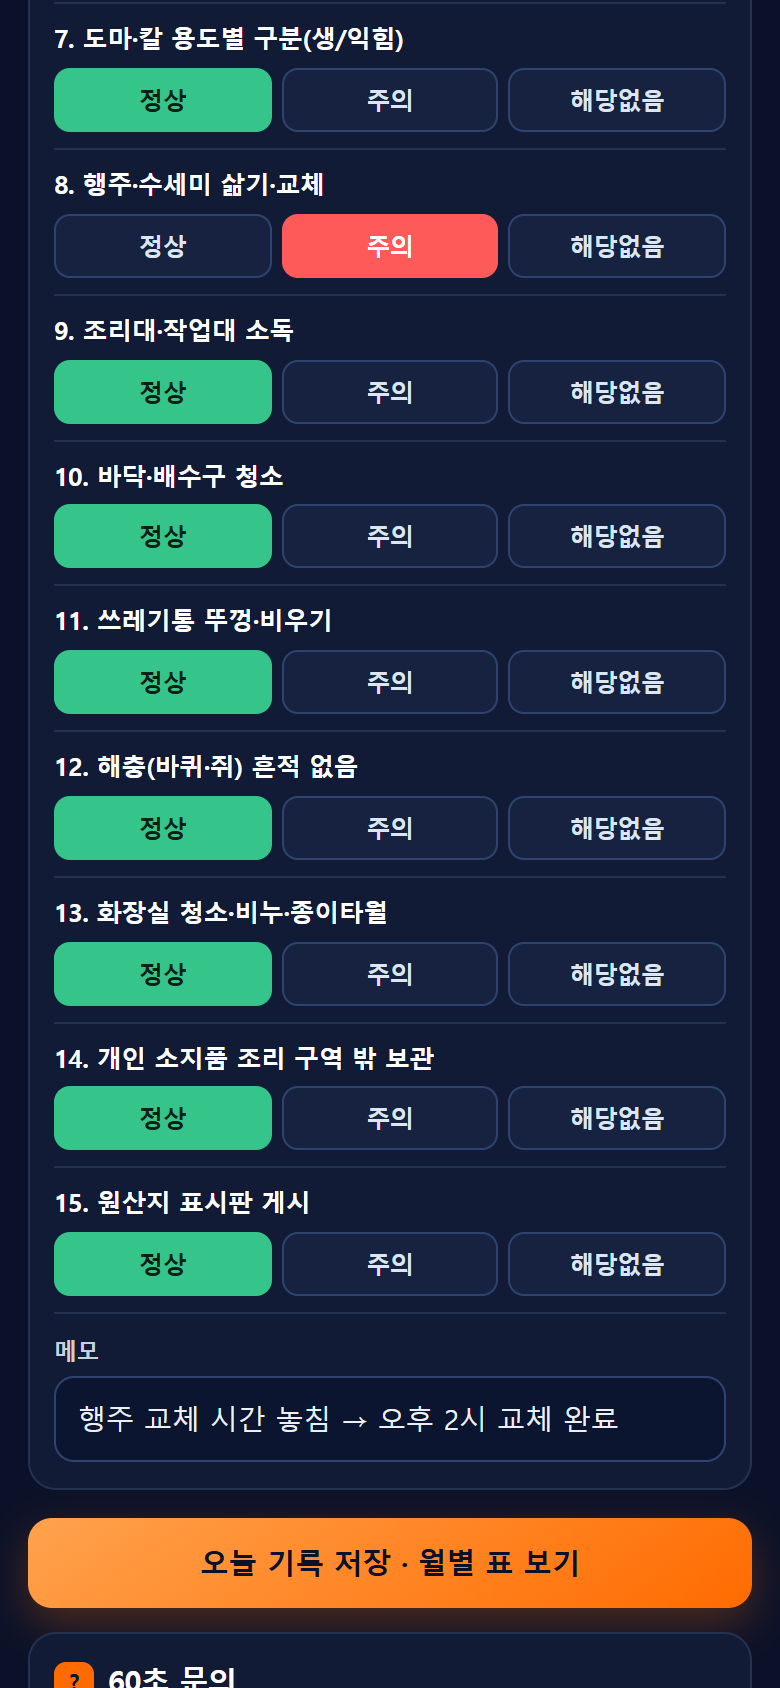 7. 도마·칼 용도별 구분(생/익힘)
정상 주의 해당없음
8. 행주·수세미 삶기·교체
정상 주의 해당없음
9. 조리대·작업대 소독
정상 주의 해당없음
10. 바닥·배수구 청소
정상 주의 해당없음
11. 쓰레기통 뚜껑·비우기
정상 주의 해당없음
12. 해충(바퀴·쥐) 흔적 없음
정상 주의 해당없음
13. 화장실 청소·비누·종이타월
정상 주의 해당없음
14. 개인 소지품 조리 구역 밖 보관
정상 주의 해당없음
15. 원산지 표시판 게시
정상 주의 해당없음
메모
행주 교체 시간 놓침 → 오후 2시 교체 완료
오늘 기록 저장 · 월별 표 보기
? 60초 문의